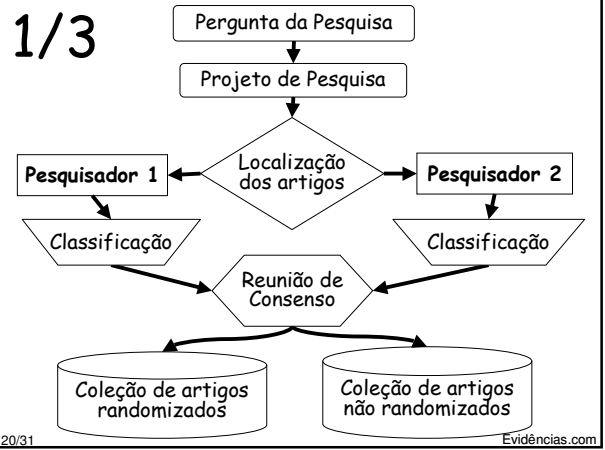 1/3
Pergunta da Pesquisa
Projeto de Pesquisa
Localização
dos artigos
Pesquisador 1
Pesquisador 2
Classificação
Classificação
Reunião de
Consenso
Coleção de artigos
randomizados
Coleção de artigos
não randomizados
20/31
Evidências.com